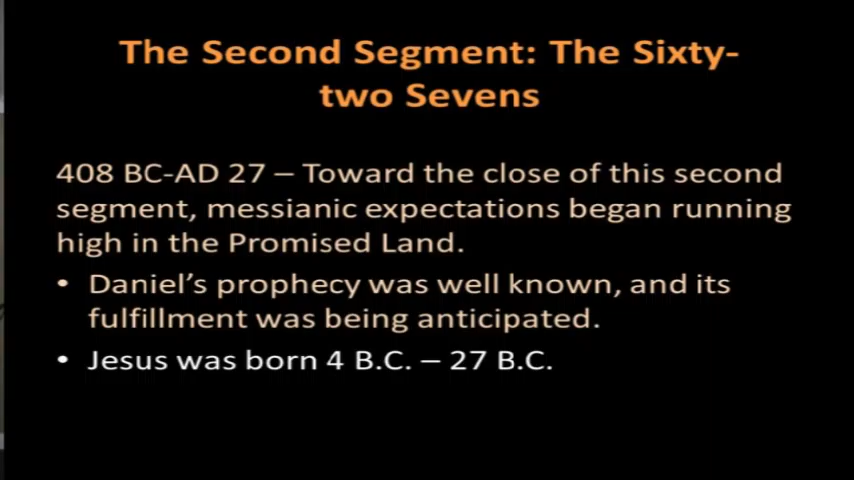 The Second Segment: The Sixty-
two Sevens
408 BC-AD 27 – Toward the close of this second
segment, messianic expectations began running
high in the Promised Land.
• Daniel's prophecy was well known, and its
fulfillment was being anticipated.
• Jesus was born 4 B.C. – 27 B.C.